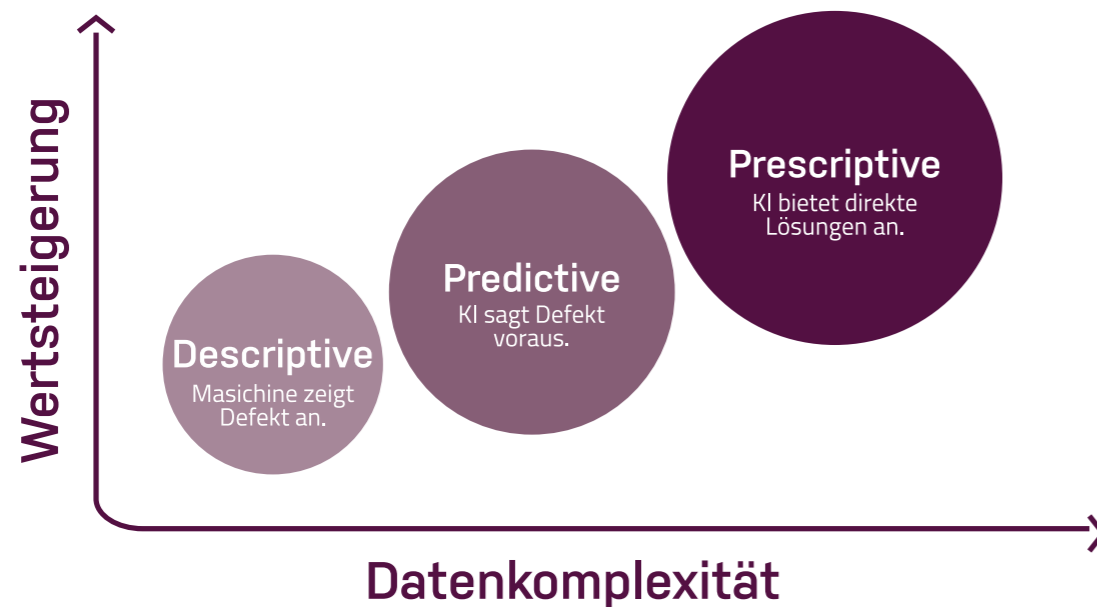 Wertsteigerung
Prescriptive
KI bietet direkte
Lösungen an.
Predictive
KI sagt Defekt
voraus.
Descriptive
Masichine zeigt
Defekt an.
Datenkomplexität